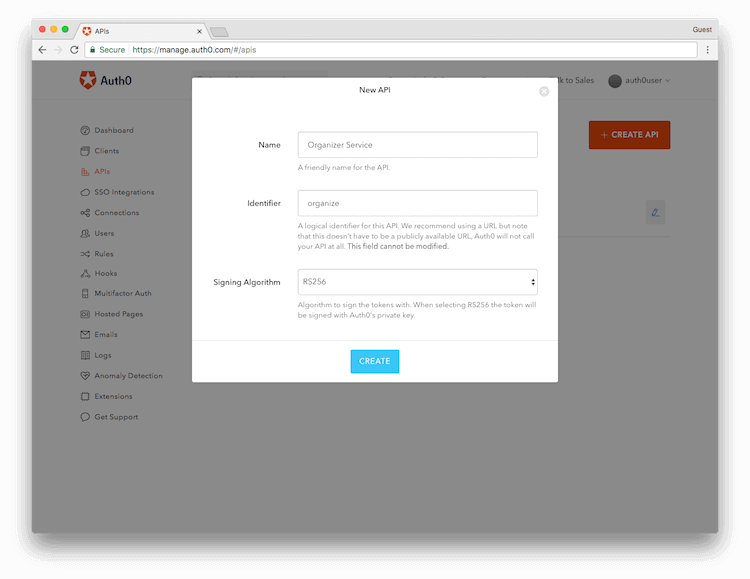 APIs
Guest
Secure
https://manage.auth0.com/#/apis
Auth0
lk to Sales
auth0user
New API
Dashboard
Clients
APIs
SSO Integrations
Connections
Users
Rules
Hooks
Multifactor Auth
Hosted Pages
Emails
Logs
Anomaly Detection
Extensions
Get Support
+ CREATE API
Name
Organizer Service
A friendly name for the API.
Identifier
organize
A logical identifier for this API. We recommend using a URL but note
that this doesn't have to be a publicly available URL, Auth0 will not call
your API at all. This field cannot be modified.
Signing Algorithm
RS256
Algorithm to sign the tokens with. When selecting RS256 the token will
be signed with Auth0's private key.
CREATE